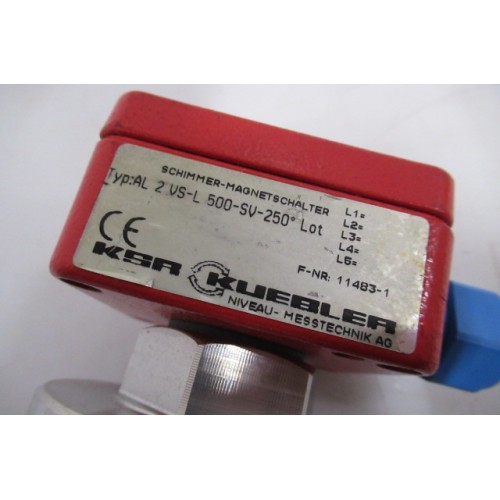 SCHIMMER-MAGNETSCHALTER
Typ:AL 2 VS-L 500-SV-250° Lot
L1=
L2=
L3=
L4=
L5=
CE
F-NR: 11483-1
KSR KUEBLER
NIVEAU- MESSTECHNIK AG